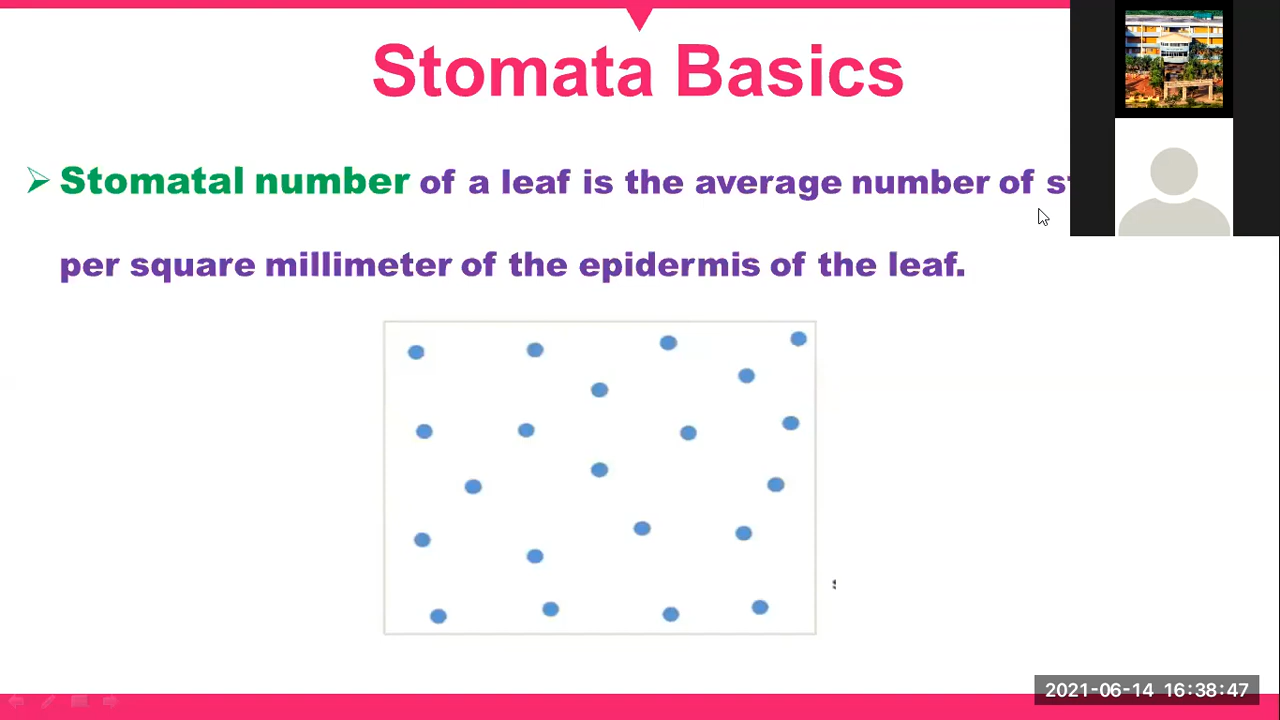 Stomata Basics
Stomatal number of a leaf is the average number of
per square millimeter of the epidermis of the leaf.
2021-06-14 16:38:47